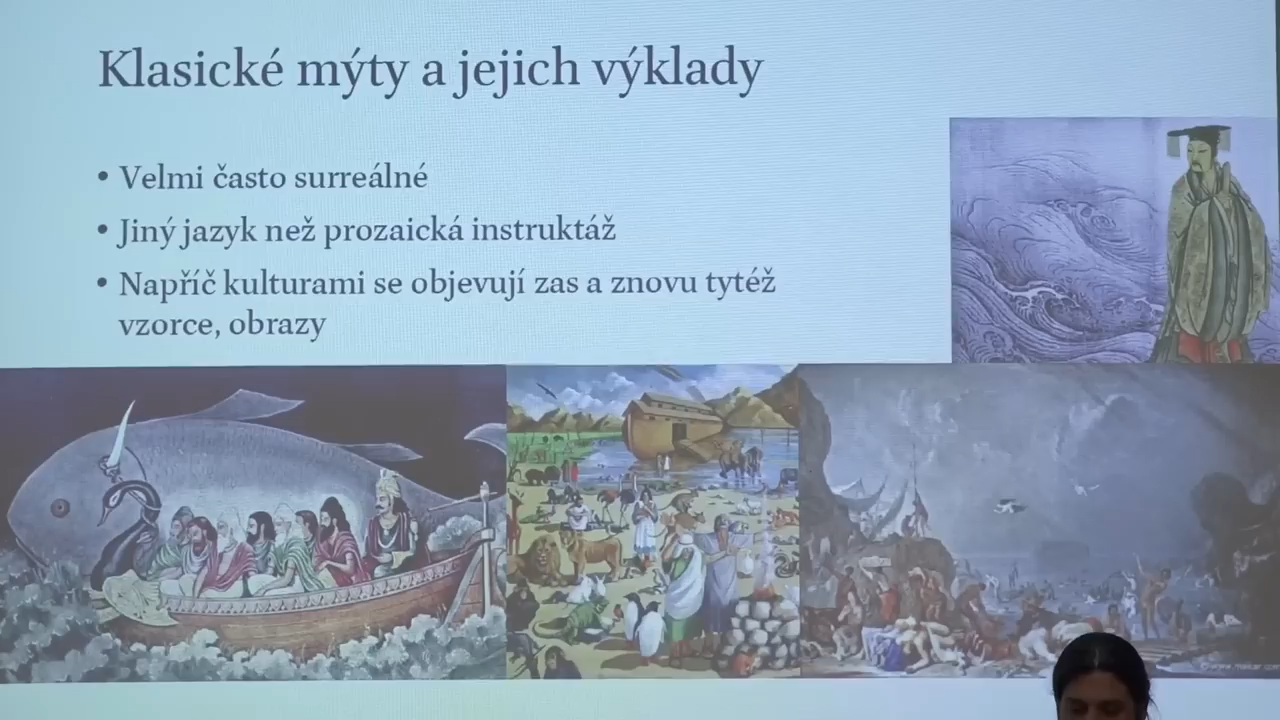 Klasické mýty a jejich výklady
• Velmi často surreálné
• Jiný jazyk než prozaická instruktáž
• Napříč kulturami se objevují zas a znovu tytéž
vzorce, obrazy